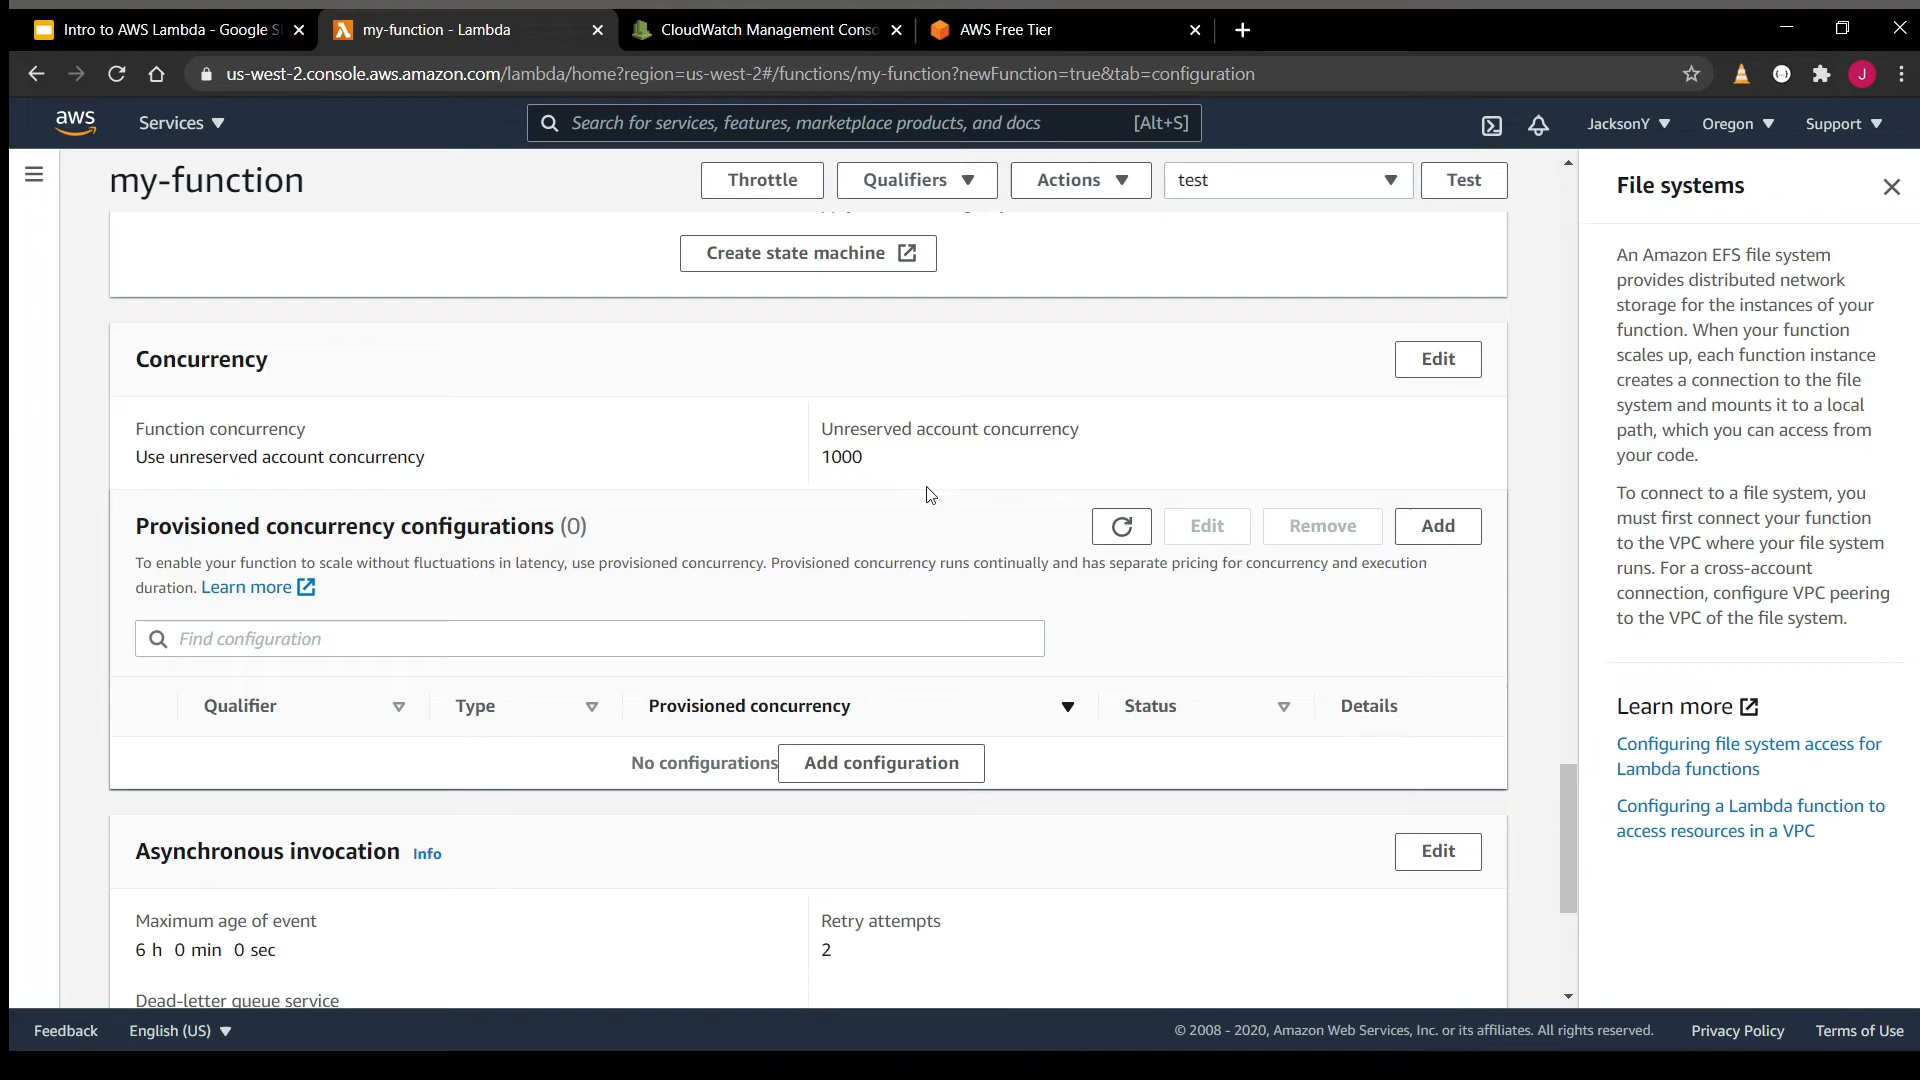 Intro to AWS Lambda - Google S
my-function - Lambda
CloudWatch Management Conso
AWS Free Tier
us-west-2.console.aws.amazon.com/lambda/home?region=us-west-2#/functions/my-function?newFunction=true&tab=configuration
J
aws
Services
Search for services, features, marketplace products, and docs
[Alt+S]
JacksonY
Oregon
Support
my-function
Throttle
Qualifiers
Actions
test
Test
Create state machine
Concurrency
Edit
Function concurrency
Use unreserved account concurrency
Unreserved account concurrency
1000
Provisioned concurrency configurations (0)
Edit
Remove
Add
To enable your function to scale without fluctuations in latency, use provisioned concurrency. Provisioned concurrency runs continually and has separate pricing for concurrency and execution
duration. Learn more
Find configuration
Qualifier
Type
Provisioned concurrency
Status
Details
No configurations
Add configuration
Asynchronous invocation Info
Edit
Maximum age of event
6 h 0 min 0 sec
Retry attempts
2
Dead-letter queue service
File systems
An Amazon EFS file system
provides distributed network
storage for the instances of your
function. When your function
scales up, each function instance
creates a connection to the file
system and mounts it to a local
path, which you can access from
your code.
To connect to a file system, you
must first connect your function
to the VPC where your file system
runs. For a cross-account
connection, configure VPC peering
to the VPC of the file system.
Learn more
Configuring file system access for
Lambda functions
Configuring a Lambda function to
access resources in a VPC
Feedback
English (US)
© 2008 - 2020, Amazon Web Services, Inc. or its affiliates. All rights reserved.
Privacy Policy
Terms of Use